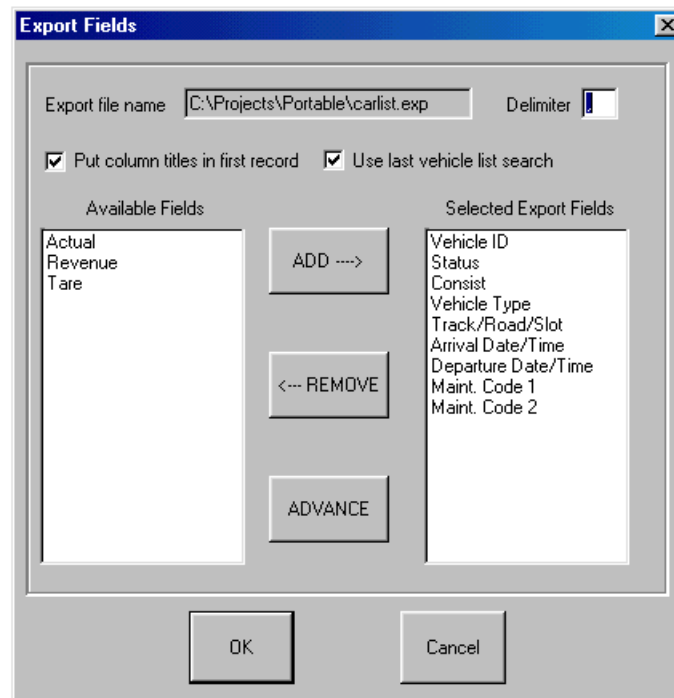 Export Fields
Export file name C:\Projects\Portable\carlist.exp Delimiter ,
Put column titles in first record Use last vehicle list search
Available Fields
Actual
Revenue
Tare
ADD ---->
<--- REMOVE
ADVANCE
Selected Export Fields
Vehicle ID
Status
Consist
Vehicle Type
Track/Road/Slot
Arrival Date/Time
Departure Date/Time
Maint. Code 1
Maint. Code 2
OK Cancel